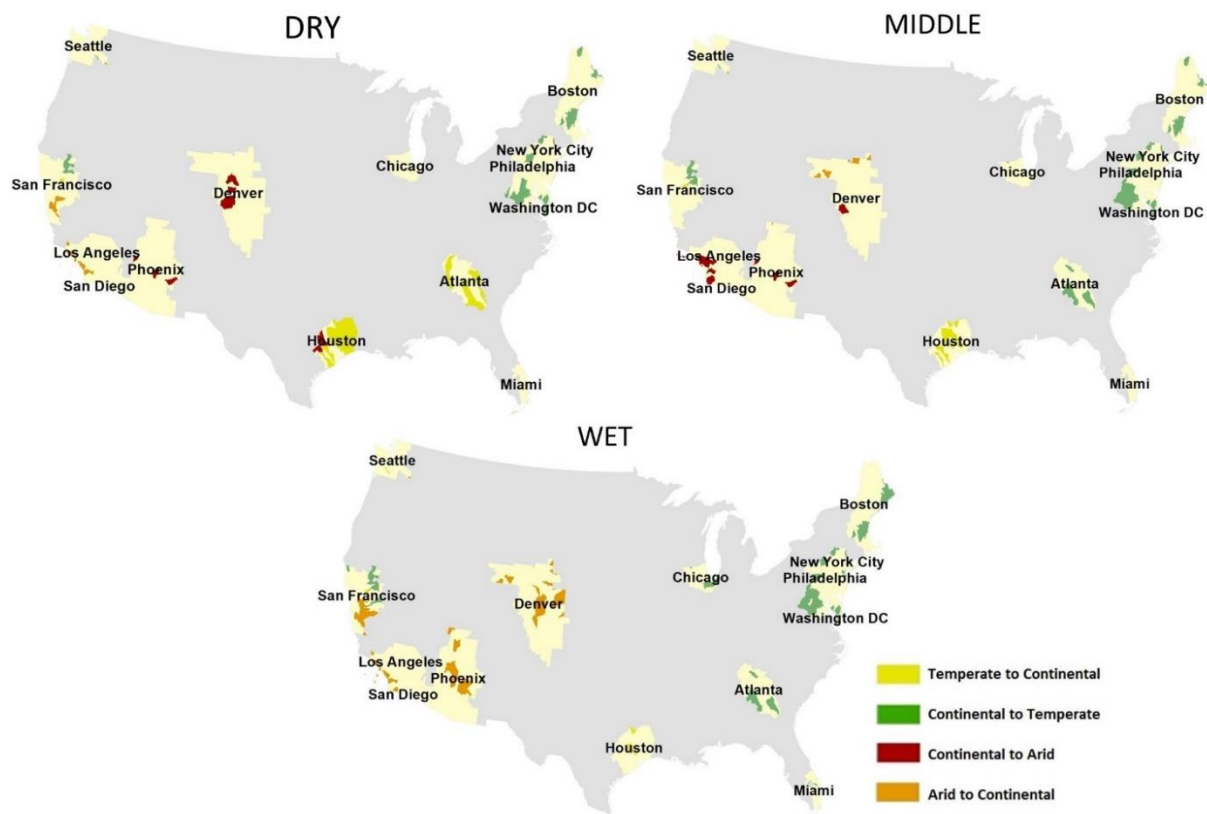 DRY
Seattle
Boston
New York City
Philadelphia
Chicago
San Francisco
Denver
Washington DC
Los Angeles
Phoenix
San Diego
Atlanta
Houston
Miami
MIDDLE
Seattle
Boston
New York City
Philadelphia
Chicago
San Francisco
Denver
Washington DC
Los Angeles
Phoenix
San Diego
Atlanta
Houston
Miami
WET
Seattle
Boston
New York City
Philadelphia
Chicago
San Francisco
Denver
Washington DC
Los Angeles
Phoenix
San Diego
Atlanta
Houston
Miami
Temperate to Continental
Continental to Temperate
Continental to Arid
Arid to Continental